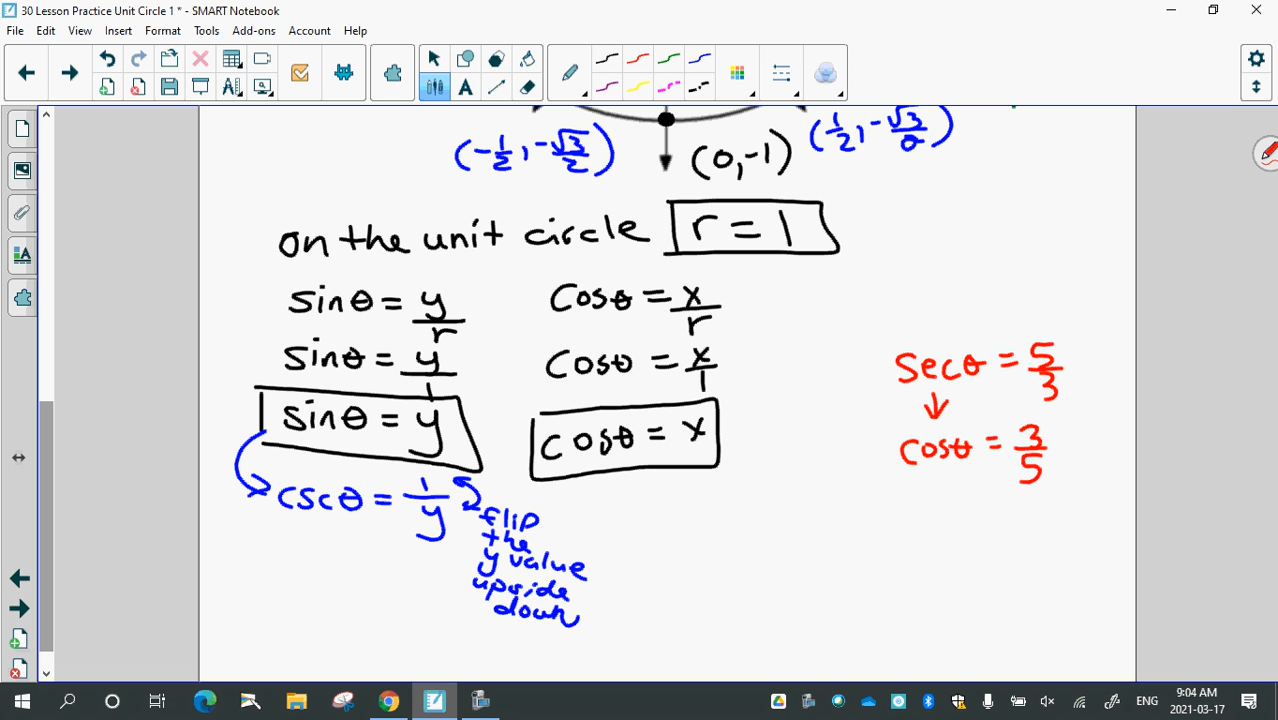 30 Lesson Practice Unit Circle 1 * - SMART Notebook
File Edit View Insert Format Tools Add-ons Account Help
(-1/2, -√3/2) (0,-1) (1/2, -√3/2)
on the unit circle r = 1
sinθ = y/r cosθ = x/r
sinθ = y/1 cosθ = x/1
secθ = 5/3
sinθ = y cosθ = x
cosθ = 3/5
cscθ = 1/y
flip
the
y value
upside
down
ENG 9:04 AM
2021-03-17